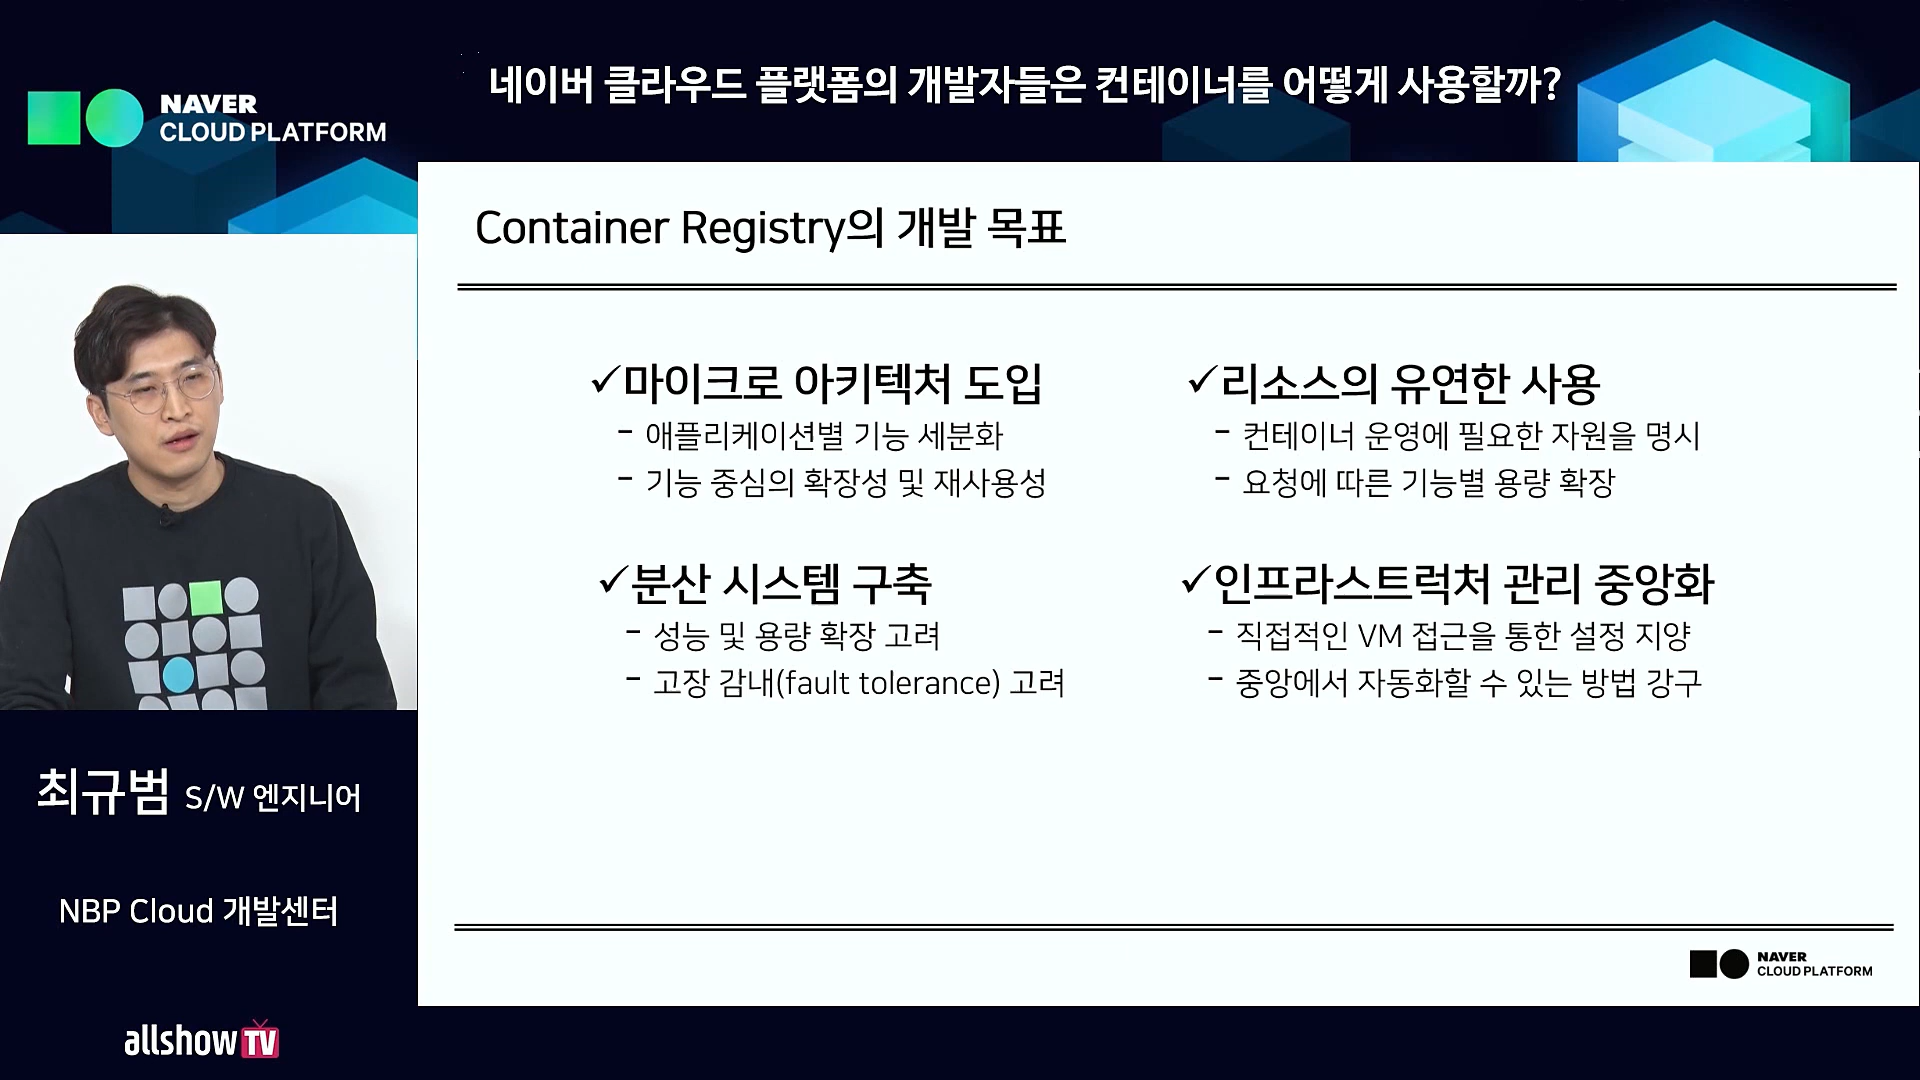 NAVER
CLOUD PLATFORM
네이버 클라우드 플랫폼의 개발자들은 컨테이너를 어떻게 사용할까?
Container Registry의 개발 목표
✓마이크로 아키텍처 도입
- 애플리케이션별 기능 세분화
- 기능 중심의 확장성 및 재사용성
✓리소스의 유연한 사용
- 컨테이너 운영에 필요한 자원을 명시
- 요청에 따른 기능별 용량 확장
✓분산 시스템 구축
- 성능 및 용량 확장 고려
- 고장 감내(fault tolerance) 고려
✓인프라스트럭처 관리 중앙화
- 직접적인 VM 접근을 통한 설정 지양
- 중앙에서 자동화할 수 있는 방법 강구
최규범 S/W 엔지니어
NBP Cloud 개발센터
allshow TV
NAVER
CLOUD PLATFORM